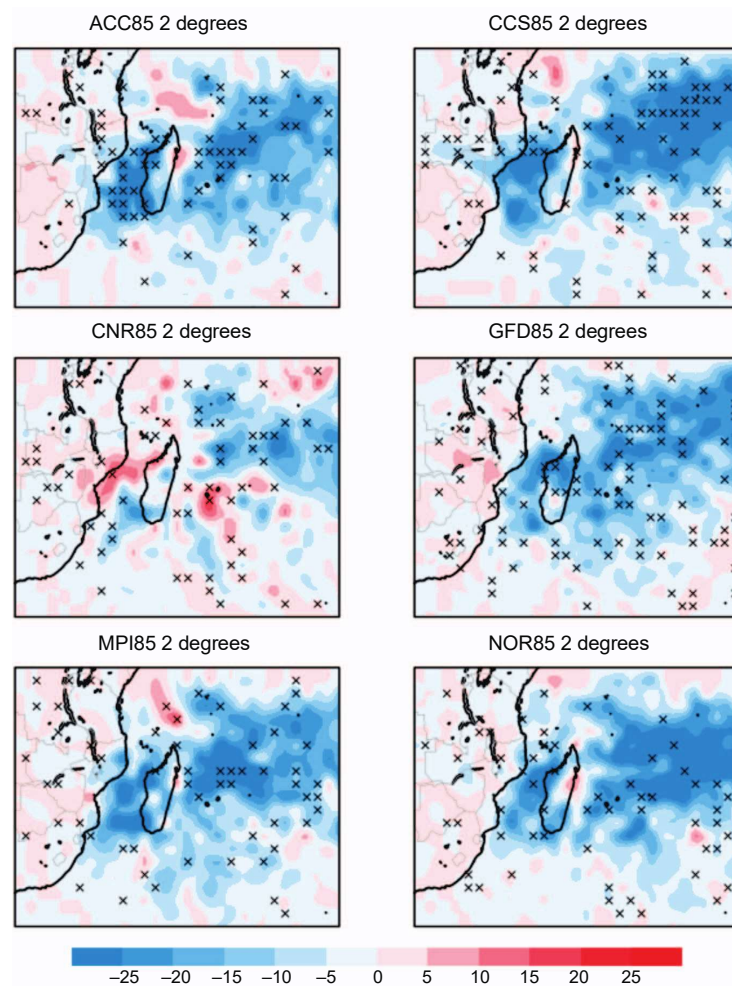 ACC85 2 degrees
CCS85 2 degrees
CNR85 2 degrees
GFD85 2 degrees
MPI85 2 degrees
NOR85 2 degrees
–25 –20 –15 –10 –5 0 5 10 15 20 25